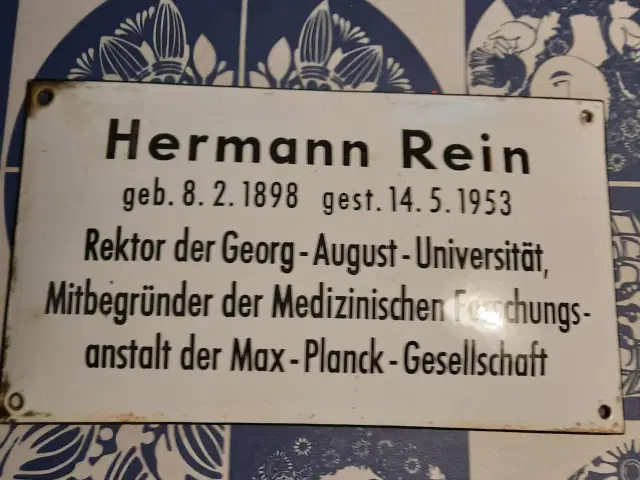 Hermann Rein
geb. 8. 2. 1898 gest. 14. 5. 1953
Rektor der Georg-August-Universität,
Mitbegründer der Medizinischen Forschungs-
anstalt der Max-Planck-Gesellschaft